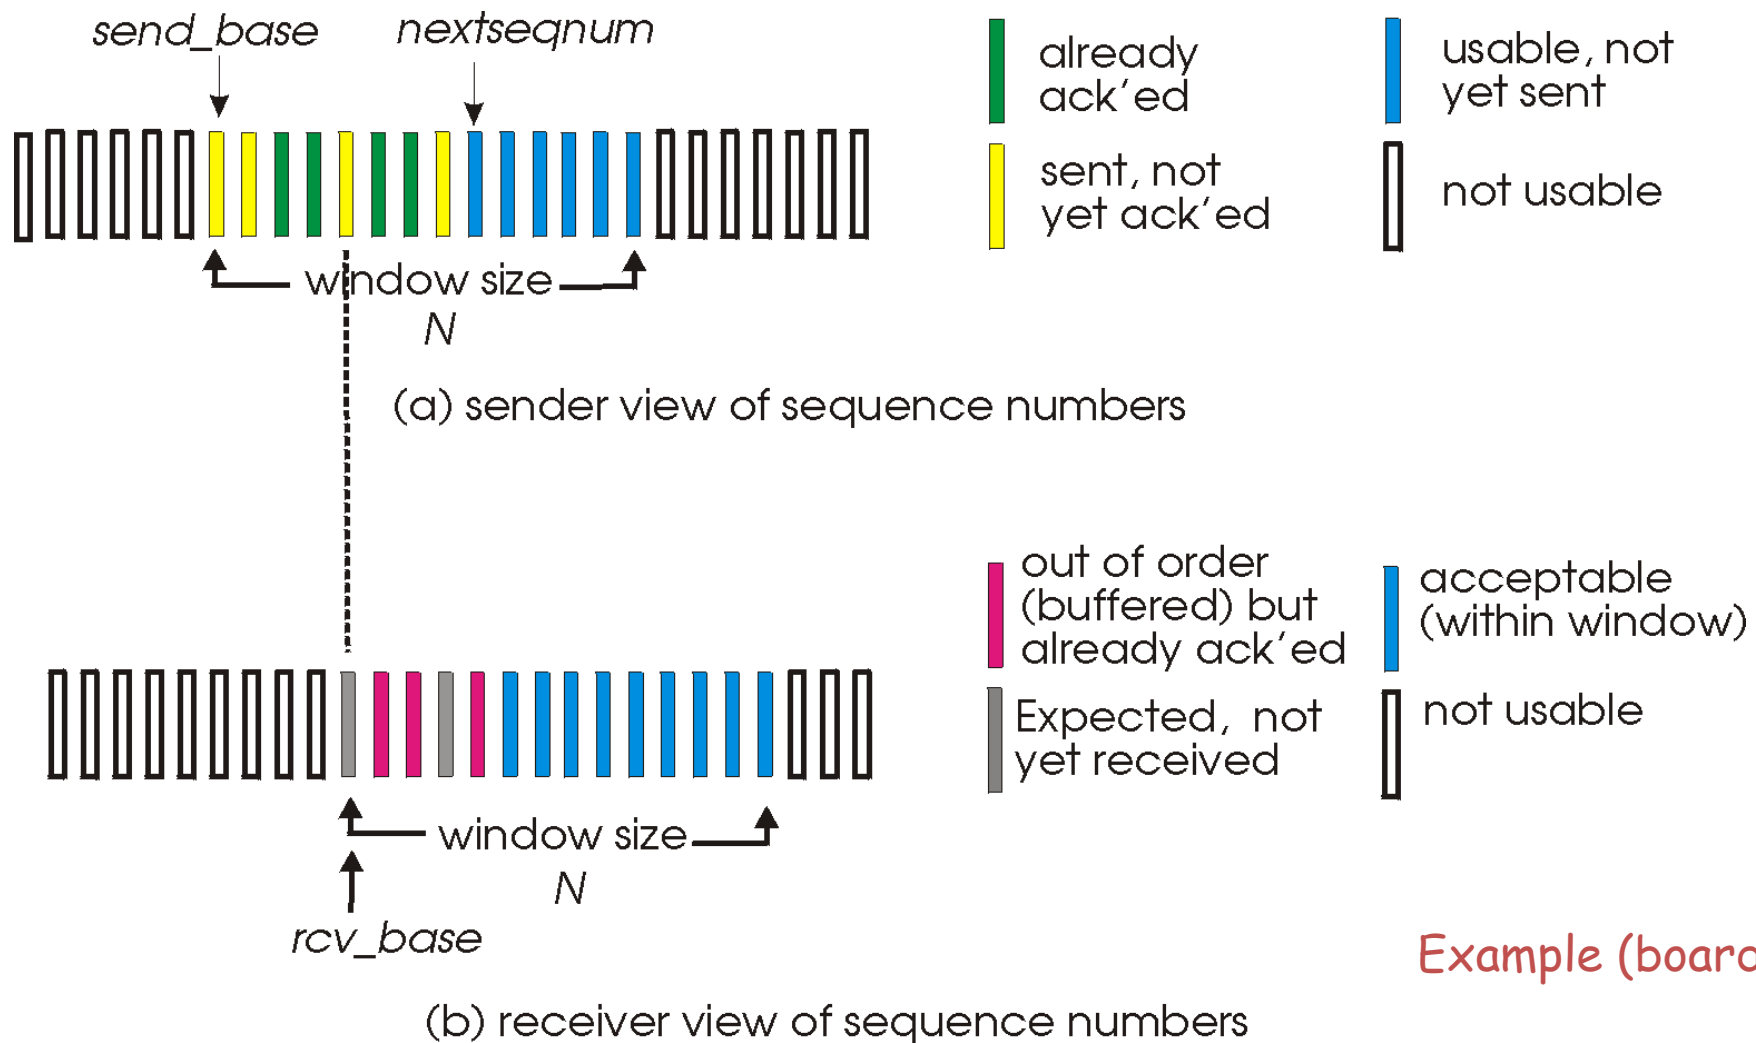 send_base
nextseqnum
already
ack'ed
usable, not
yet sent
sent, not
yet ack'ed
not usable
window size
N
(a) sender view of sequence numbers
out of order
(buffered) but
already ack'ed
acceptable
(within window)
Expected, not
yet received
not usable
window size
N
rcv_base
Example (board
(b) receiver view of sequence numbers